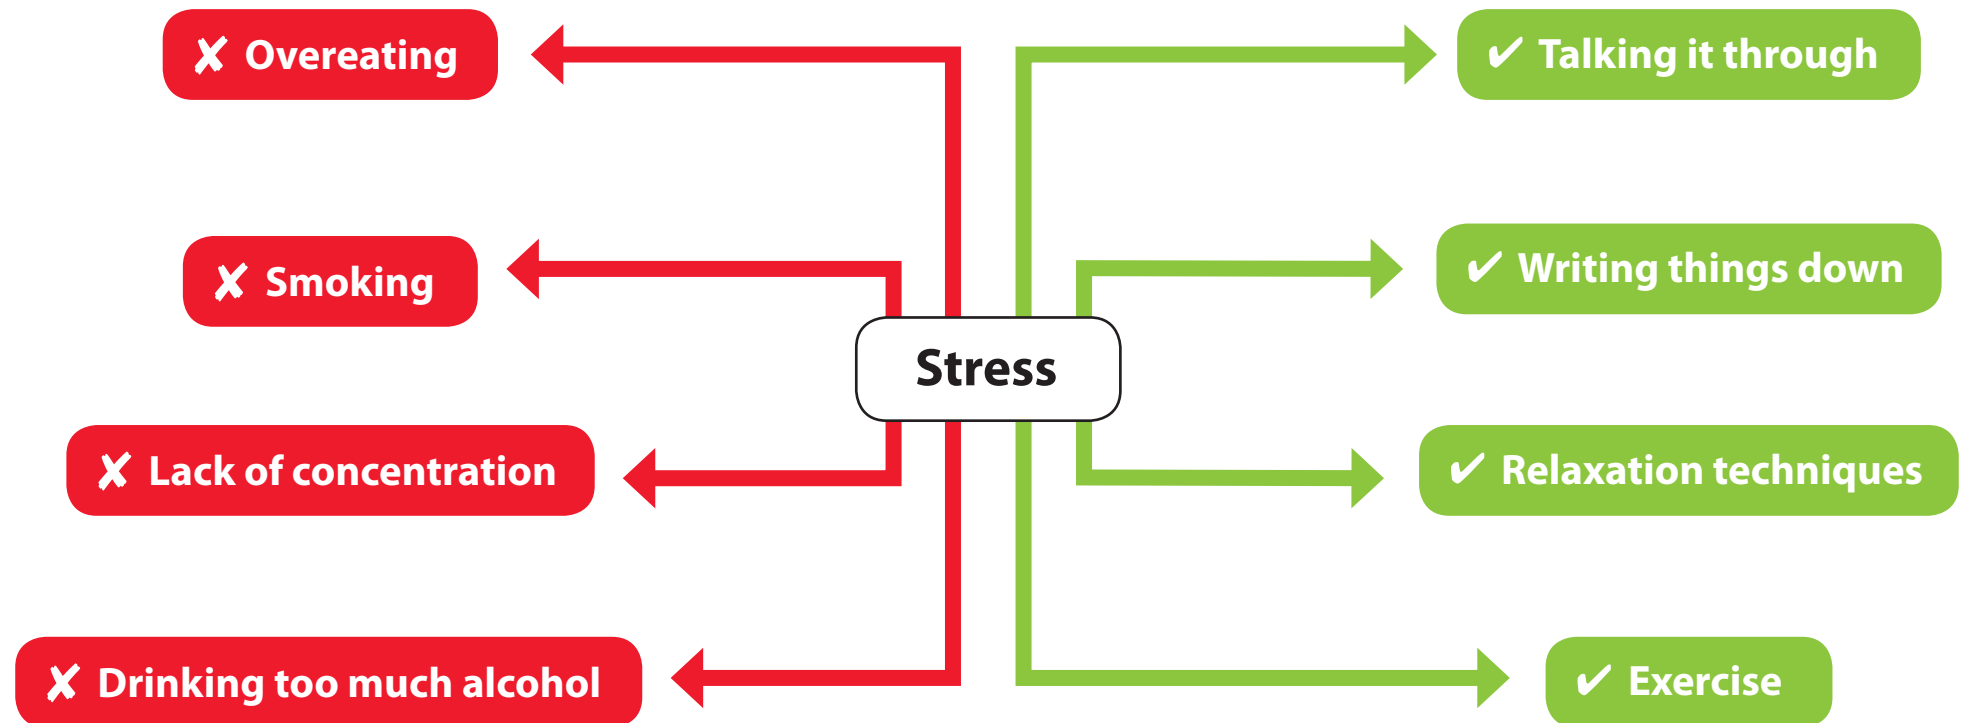 ✘ Overeating
✔ Talking it through
✘ Smoking
✔ Writing things down
Stress
✘ Lack of concentration
✔ Relaxation techniques
✘ Drinking too much alcohol
✔ Exercise